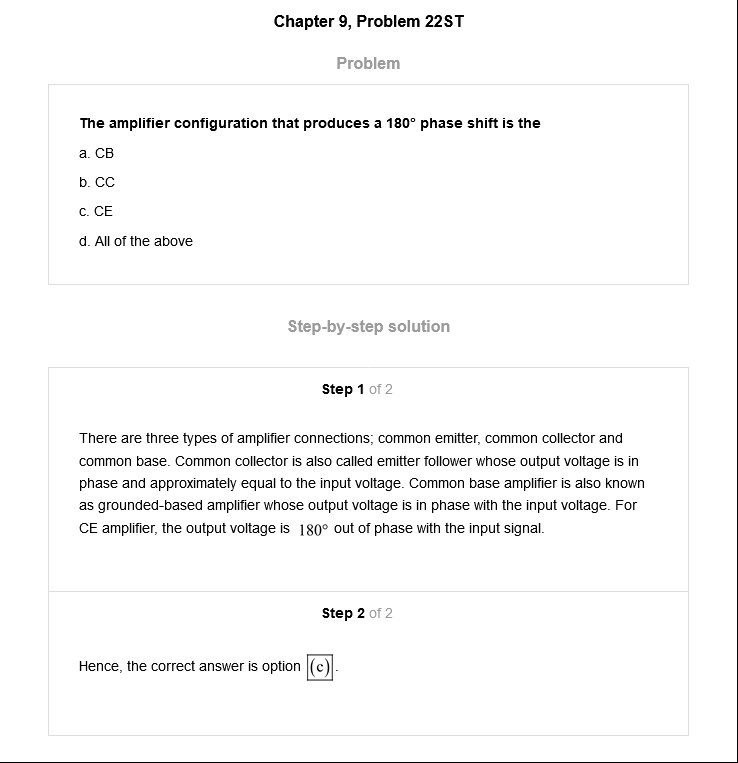 Chapter 9, Problem 22ST
Problem
The amplifier configuration that produces a 180° phase shift is the
a. CB
b. CC
c. CE
d. All of the above
Step-by-step solution
Step 1 of 2
There are three types of amplifier connections; common emitter, common collector and
common base. Common collector is also called emitter follower whose output voltage is in
phase and approximately equal to the input voltage. Common base amplifier is also known
as grounded-based amplifier whose output voltage is in phase with the input voltage. For
CE amplifier, the output voltage is 180° out of phase with the input signal.
Step 2 of 2
Hence, the correct answer is option (c).